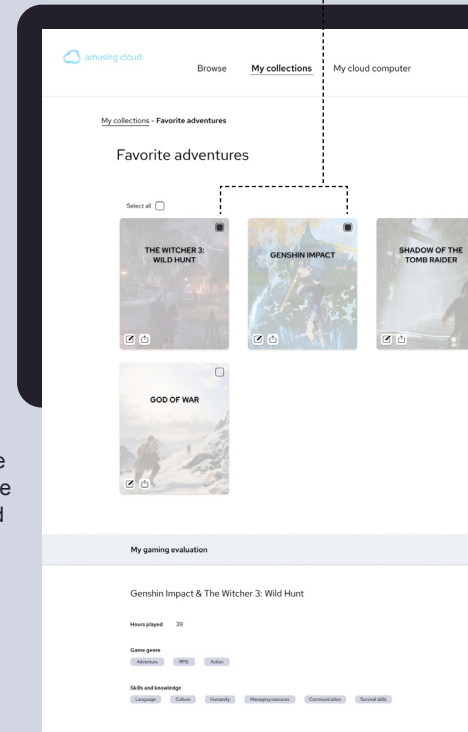 amusing.cloud
Browse My collections My cloud computer
My collections - Favorite adventures
Favorite adventures
Select all
THE WITCHER 3:
WILD HUNT
GENSHIN IMPACT
SHADOW OF THE
TOMB RAIDER
GOD OF WAR
e
e
d
My gaming evaluation
Genshin Impact & The Witcher 3: Wild Hunt
Hours played 39
Game genre
Adventure RPG Action
Skills and knowledge
Language Culture Humanity Managing resouces Communication Survival skills